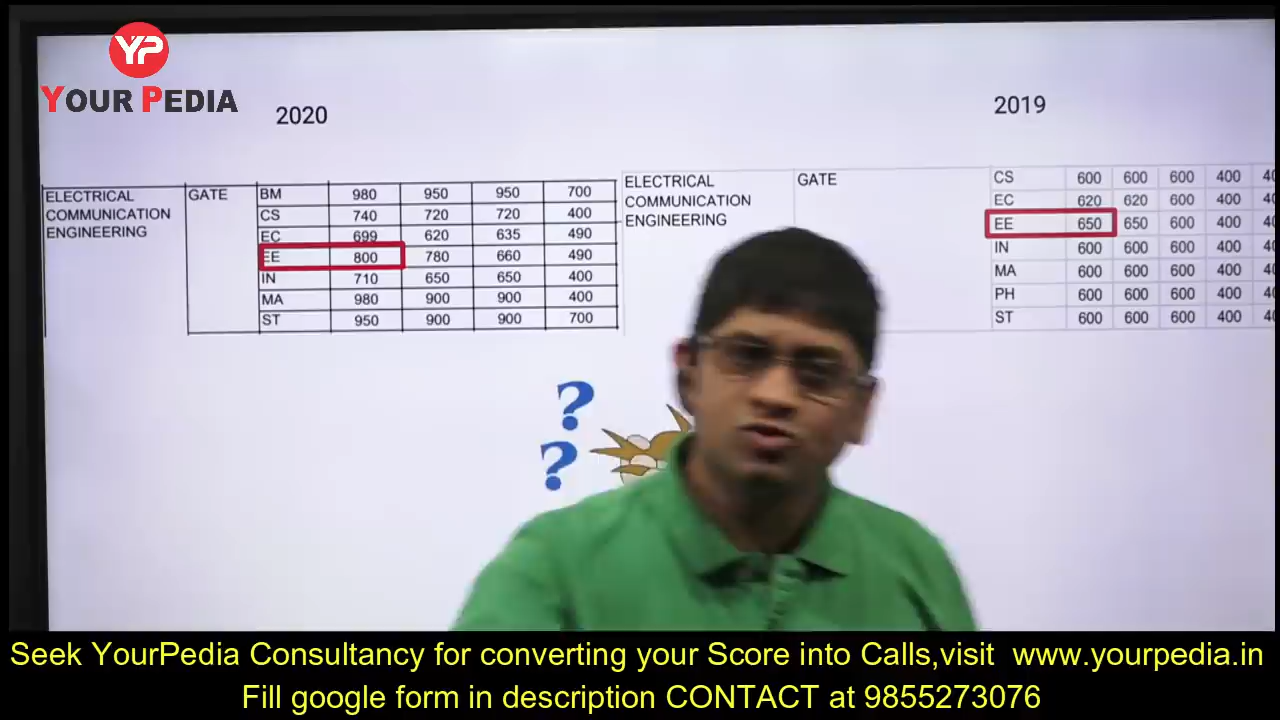 YP
YOUR PEDIA
2020
2019
ELECTRICAL
COMMUNICATION
ENGINEERING
GATE
BM 980 950 950 700
CS 740 720 720 400
EC 699 620 635 490
EE 800 780 660 490
IN 710 650 650 400
MA 980 900 900 400
ST 950 900 900 700
ELECTRICAL
COMMUNICATION
ENGINEERING
GATE
CS 600 600 600 400
EC 620 620 600 400
EE 650 650 600 400
IN 600 600 600 400
MA 600 600 600 400
PH 600 600 600 400
ST 600 600 600 400
?
?
Seek YourPedia Consultancy for converting your Score into Calls,visit www.yourpedia.in
Fill google form in description CONTACT at 9855273076